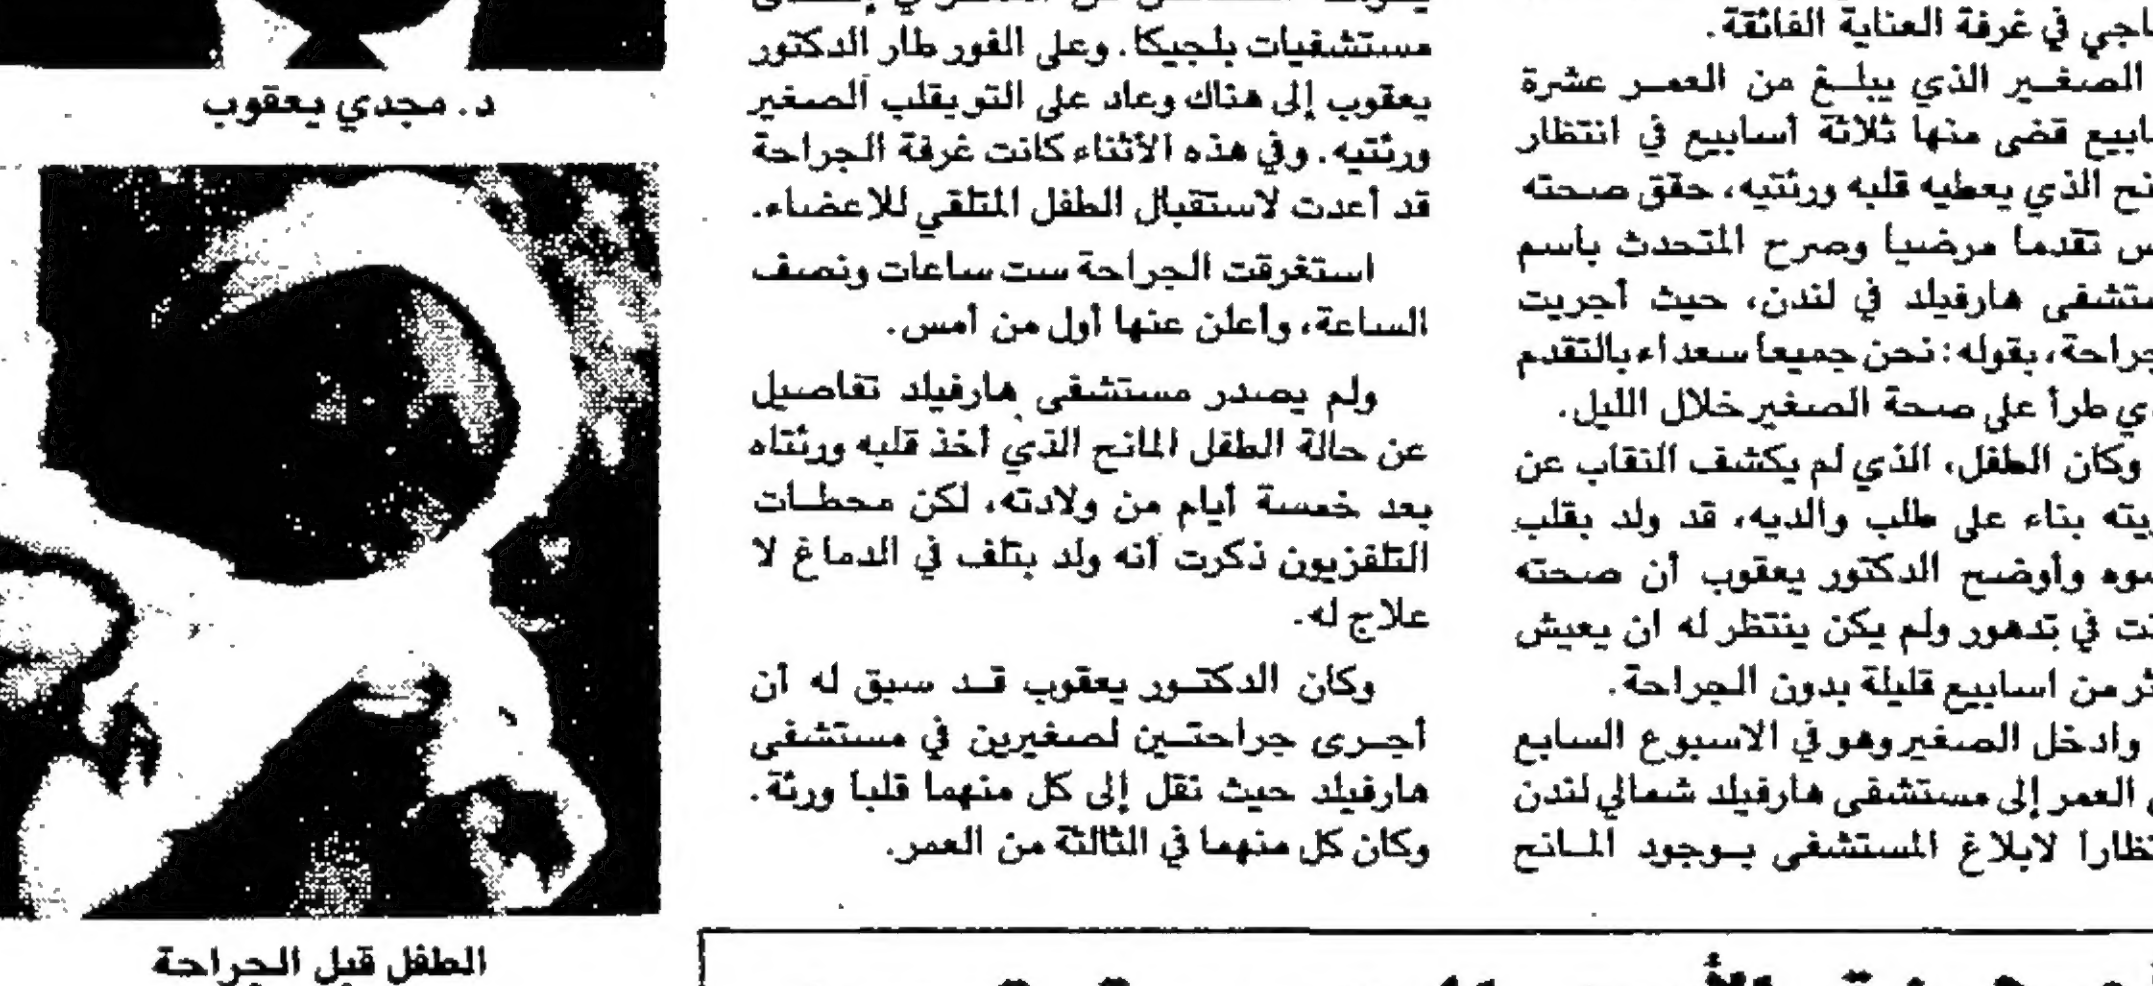 في غرفة العناية الفائقة.
الصغير الذي يبلغ من العمر عشرة
قضى منها ثلاثة أسابيع في انتظار
الذي يعطيه قلبه ورئتيه، حقق صحته
تقدما مرضيا وصرح المتحدث باسم
هارفيلد في لندن، حيث أجريت
بقوله: نحن جميعا سعداء بالتقدم
طرأ على صحة الصغير خلال الليل.
وكان الطفل، الذي لم يكشف النقاب عن
بناء على طلب والديه، قد ولد بقلب
وأوضح الدكتور يعقوب أن صحته
في تدهور ولم يكن ينتظر له ان يعيش
من اسابيع قليلة بدون الجراحة.
وادخل الصغير وهو في الاسبوع السابع
العمر إلى مستشفى هارفيلد شمالي لندن
لابلاغ المستشفى بوجود المانح
مستشفيات بلجيكا. وعلى الفور طار الدكتور
يعقوب إلى هناك وعاد على التو بقلب الصغير
ورئتيه. وفي هذه الأثناء كانت غرفة الجراحة
قد أعدت لاستقبال الطفل المتلقي للاعضاء.
استغرقت الجراحة ست ساعات ونصف
الساعة، وأعلن عنها أول من أمس.
ولم يصدر مستشفى هارفيلد تفاصيل
عن حالة الطفل المانح الذي أخذ قلبه ورئتاه
بعد خمسة أيام من ولادته، لكن محطات
التلفزيون ذكرت أنه ولد بتلف في الدماغ لا
علاج له.
وكان الدكتور يعقوب قد سبق له أن
أجرى جراحتين لصغيرين في مستشفى
هارفيلد حيث نقل إلى كل منهما قلبا ورئة.
وكان كل منهما في الثالثة من العمر.
د. مجدي يعقوب
الطفل قبل الجراحة